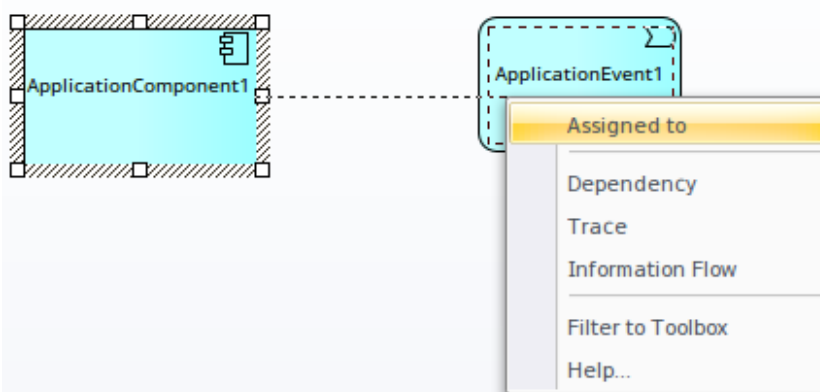 ApplicationComponent1
ApplicationEvent1
Assigned to
Dependency
Trace
Information Flow
Filter to Toolbox
Help...